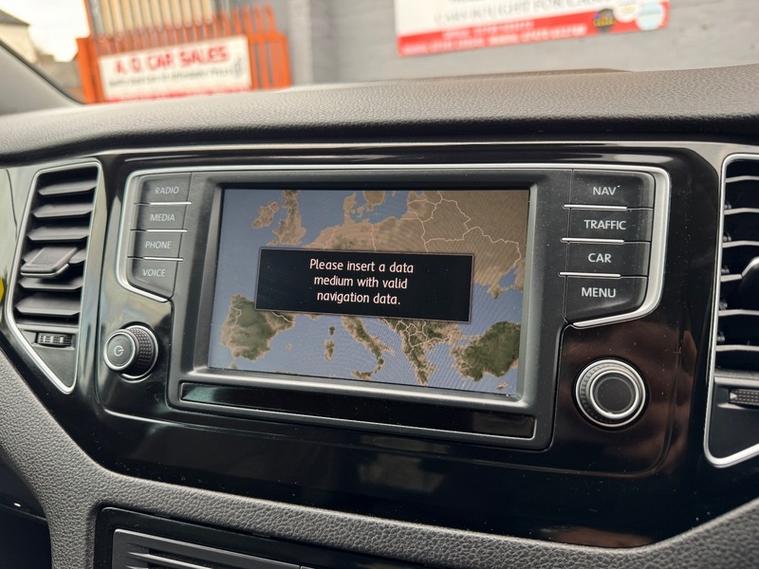 A.Q CAR SALES
RADIO
MEDIA
PHONE
VOICE
Please insert a data
medium with valid
navigation data.
NAV
TRAFFIC
CAR
MENU